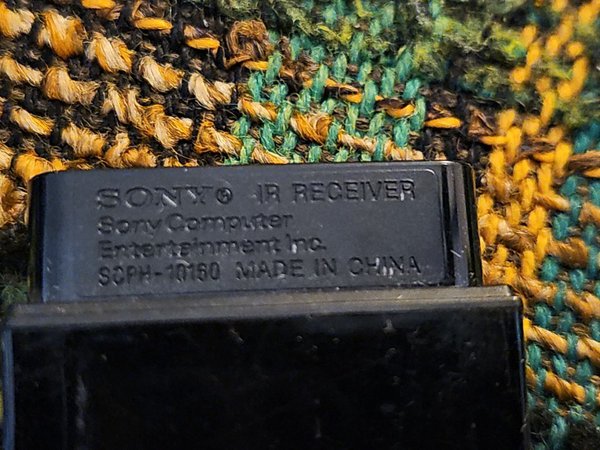 SONY® IR RECEIVER
Sony Computer
Entertainment Inc.
SCPH-10160 MADE IN CHINA